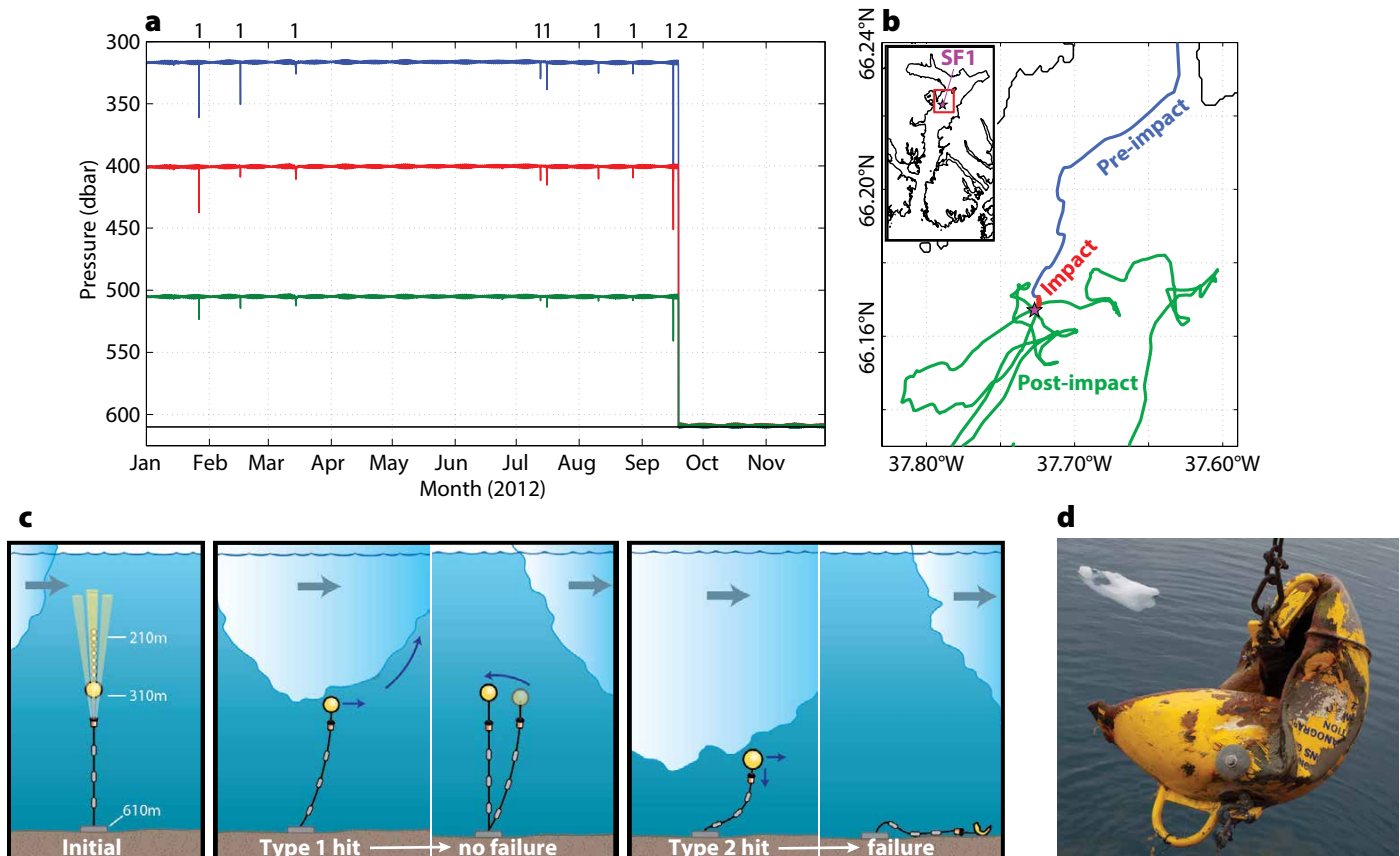 a
1 1 1 11 1 1 1 2
300
350
400
450
500
550
600
Pressure (dbar)
Jan Feb Mar Apr May Jun Jul Aug Sep Oct Nov
Month (2012)
b
66.24°N
66.20°N
66.16°N
SF1
Pre-impact
Impact
Post-impact
37.80°W 37.70°W 37.60°W
c
210m
310m
610m
Initial
Type 1 hit no failure
Type 2 hit failure
d